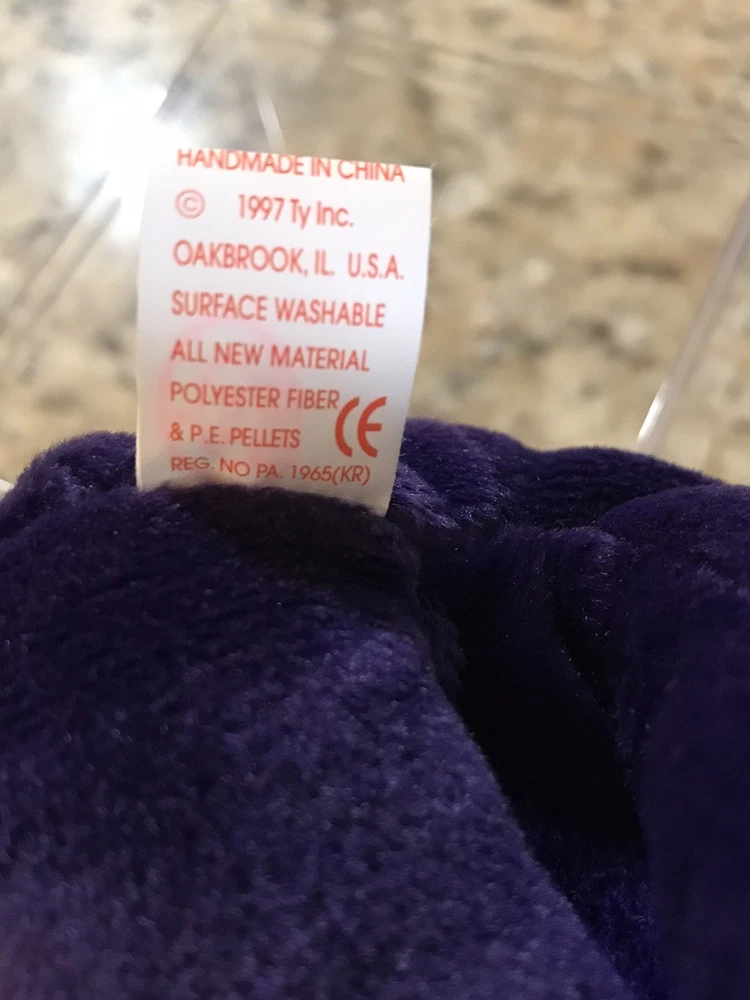 HANDMADE IN CHINA
© 1997 Ty Inc.
OAKBROOK, IL. U.S.A.
SURFACE WASHABLE
ALL NEW MATERIAL
POLYESTER FIBER
& P.E. PELLETS CE
REG. NO PA. 1965(KR)